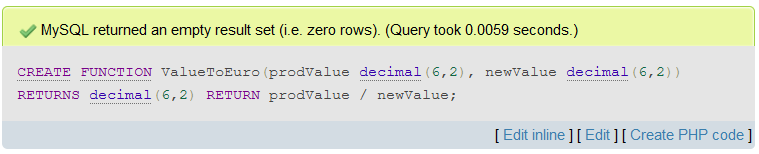 MySQL returned an empty result set (i.e. zero rows). (Query took 0.0059 seconds.)
CREATE FUNCTION ValueToEuro(prodValue decimal(6,2), newValue decimal(6,2))
RETURNS decimal(6,2) RETURN prodValue / newValue;
[ Edit inline ] [ Edit ] [ Create PHP code ]